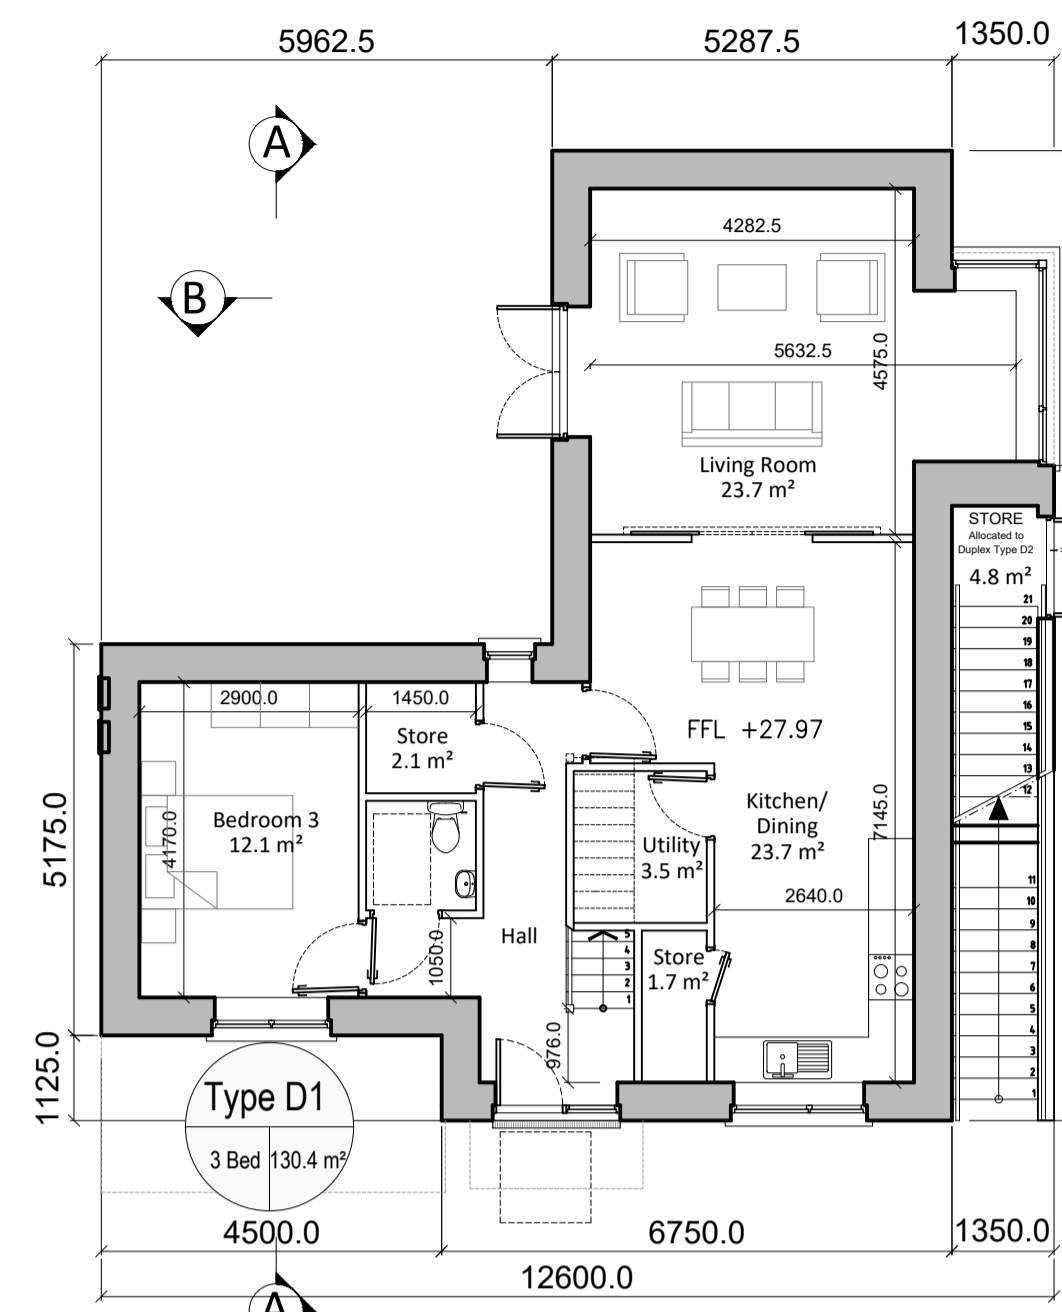 5962.5
5287.5
1350.0
A
B
4282.5
5632.5
4575.0
Living Room
23.7 m²
STORE
Allocated to
Duplex Type D2
4.8 m²
21
20
19
18
17
16
15
14
13
12
11
10
9
8
7
6
5
4
3
2
1
2900.0
1450.0
Store
2.1 m²
FFL +27.97
5175.0
4170.0
Bedroom 3
12.1 m²
Kitchen/
Dining
23.7 m²
7145.0
Utility
3.5 m²
2640.0
Hall
1050.0
5
4
3
2
1
Store
1.7 m²
976.0
1125.0
Type D1
3 Bed 130.4 m²
4500.0
6750.0
1350.0
12600.0
A